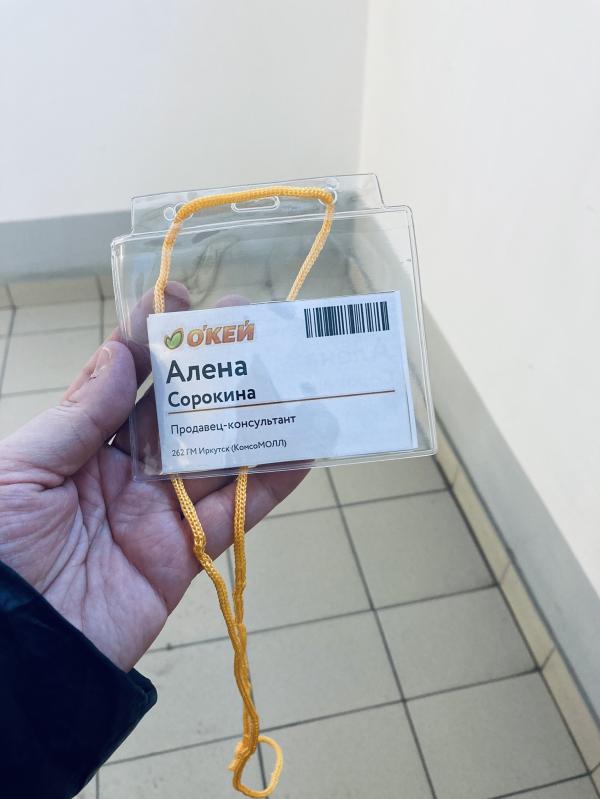 О'КЕЙ
Алена
Сорокина
Продавец-консультант
262 ГМ Иркутск (КомсоМОЛЛ)